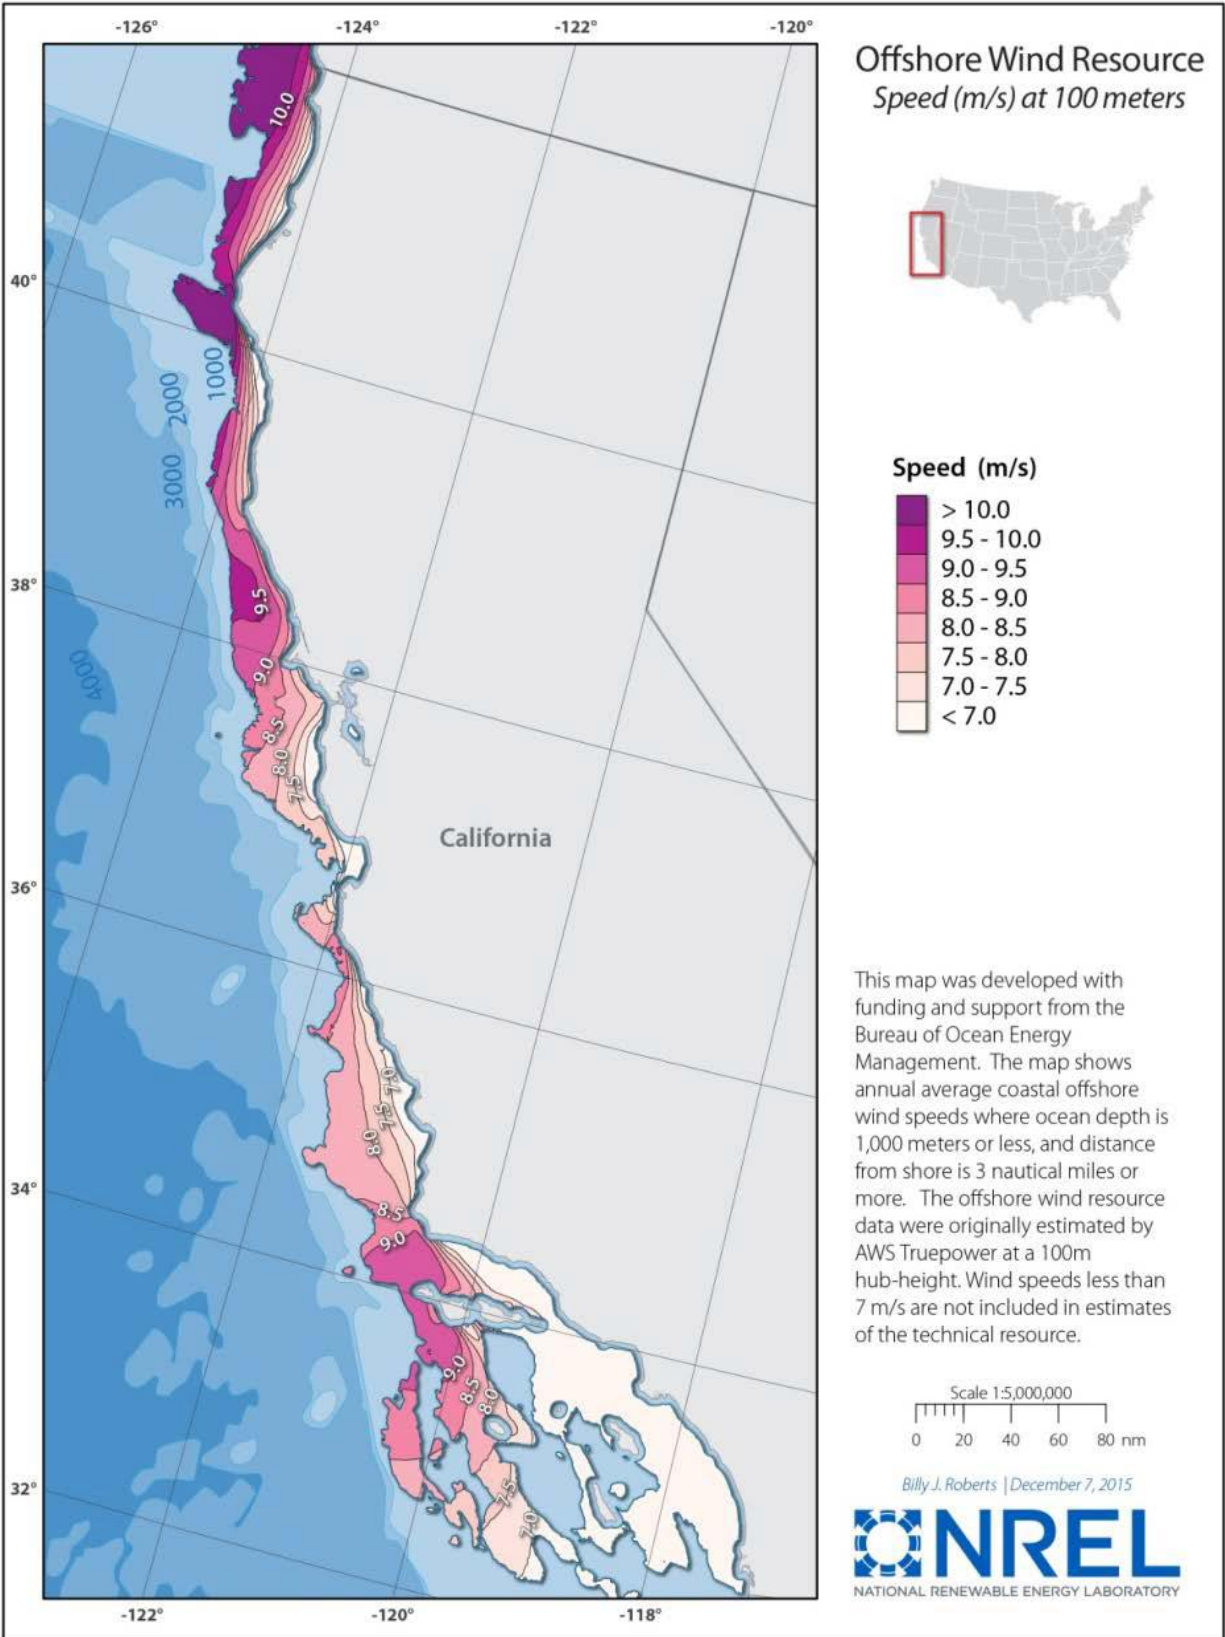 -126°
-124°
-122°
-120°
Offshore Wind Resource
Speed (m/s) at 100 meters
10.0
40°
1000
2000
3000
38°
9.5
4000
9.0
8.5
8.0
7.5
California
36°
7.0
7.5
8.0
34°
8.5
9.0
9.0
8.5
8.0
32°
7.5
7.0
-122°
-120°
-118°
Speed (m/s)
> 10.0
9.5 - 10.0
9.0 - 9.5
8.5 - 9.0
8.0 - 8.5
7.5 - 8.0
7.0 - 7.5
< 7.0
This map was developed with
funding and support from the
Bureau of Ocean Energy
Management. The map shows
annual average coastal offshore
wind speeds where ocean depth is
1,000 meters or less, and distance
from shore is 3 nautical miles or
more. The offshore wind resource
data were originally estimated by
AWS Truepower at a 100m
hub-height. Wind speeds less than
7 m/s are not included in estimates
of the technical resource.
Scale 1:5,000,000
0 20 40 60 80 nm
Billy J. Roberts | December 7, 2015
NREL
NATIONAL RENEWABLE ENERGY LABORATORY